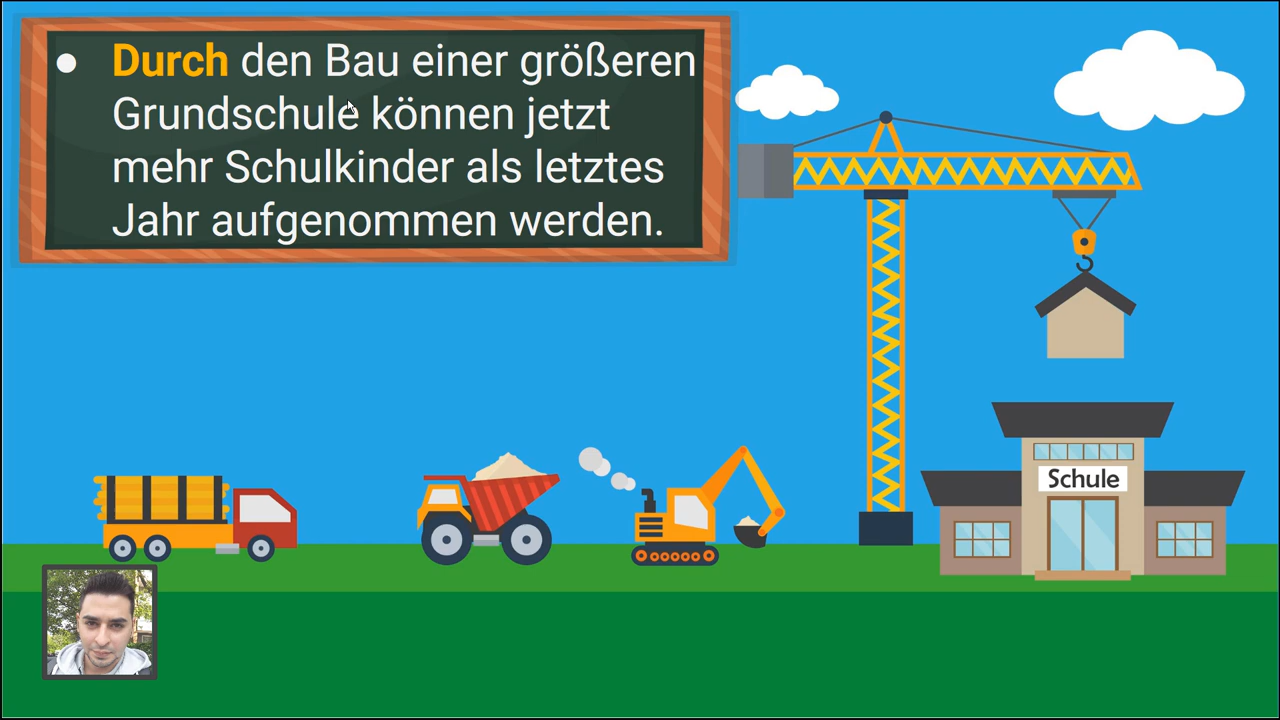 ● Durch den Bau einer größeren
Grundschule können jetzt
mehr Schulkinder als letztes
Jahr aufgenommen werden.
Schule